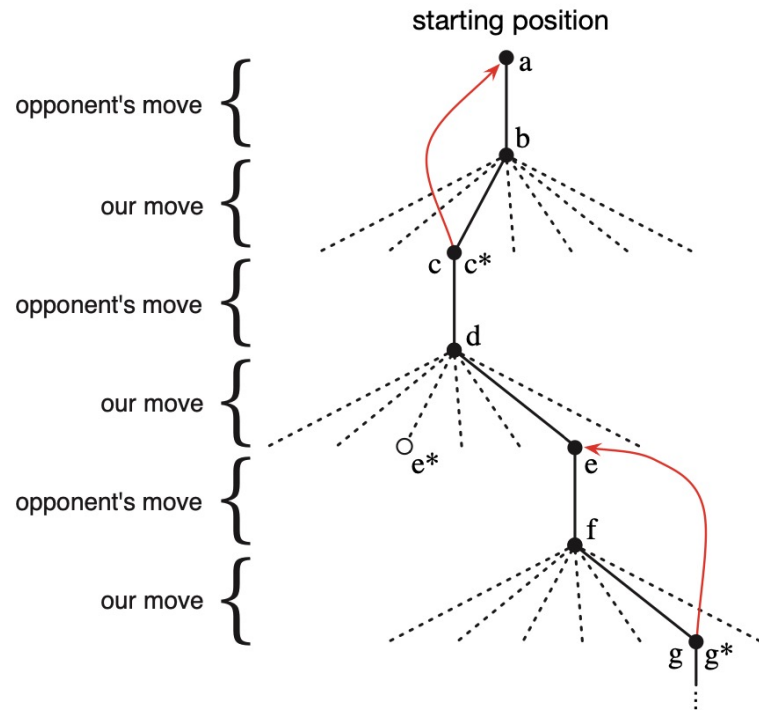 starting position
a
opponent's move
b
our move
c c*
opponent's move
d
our move
e*
e
opponent's move
f
our move
g g*